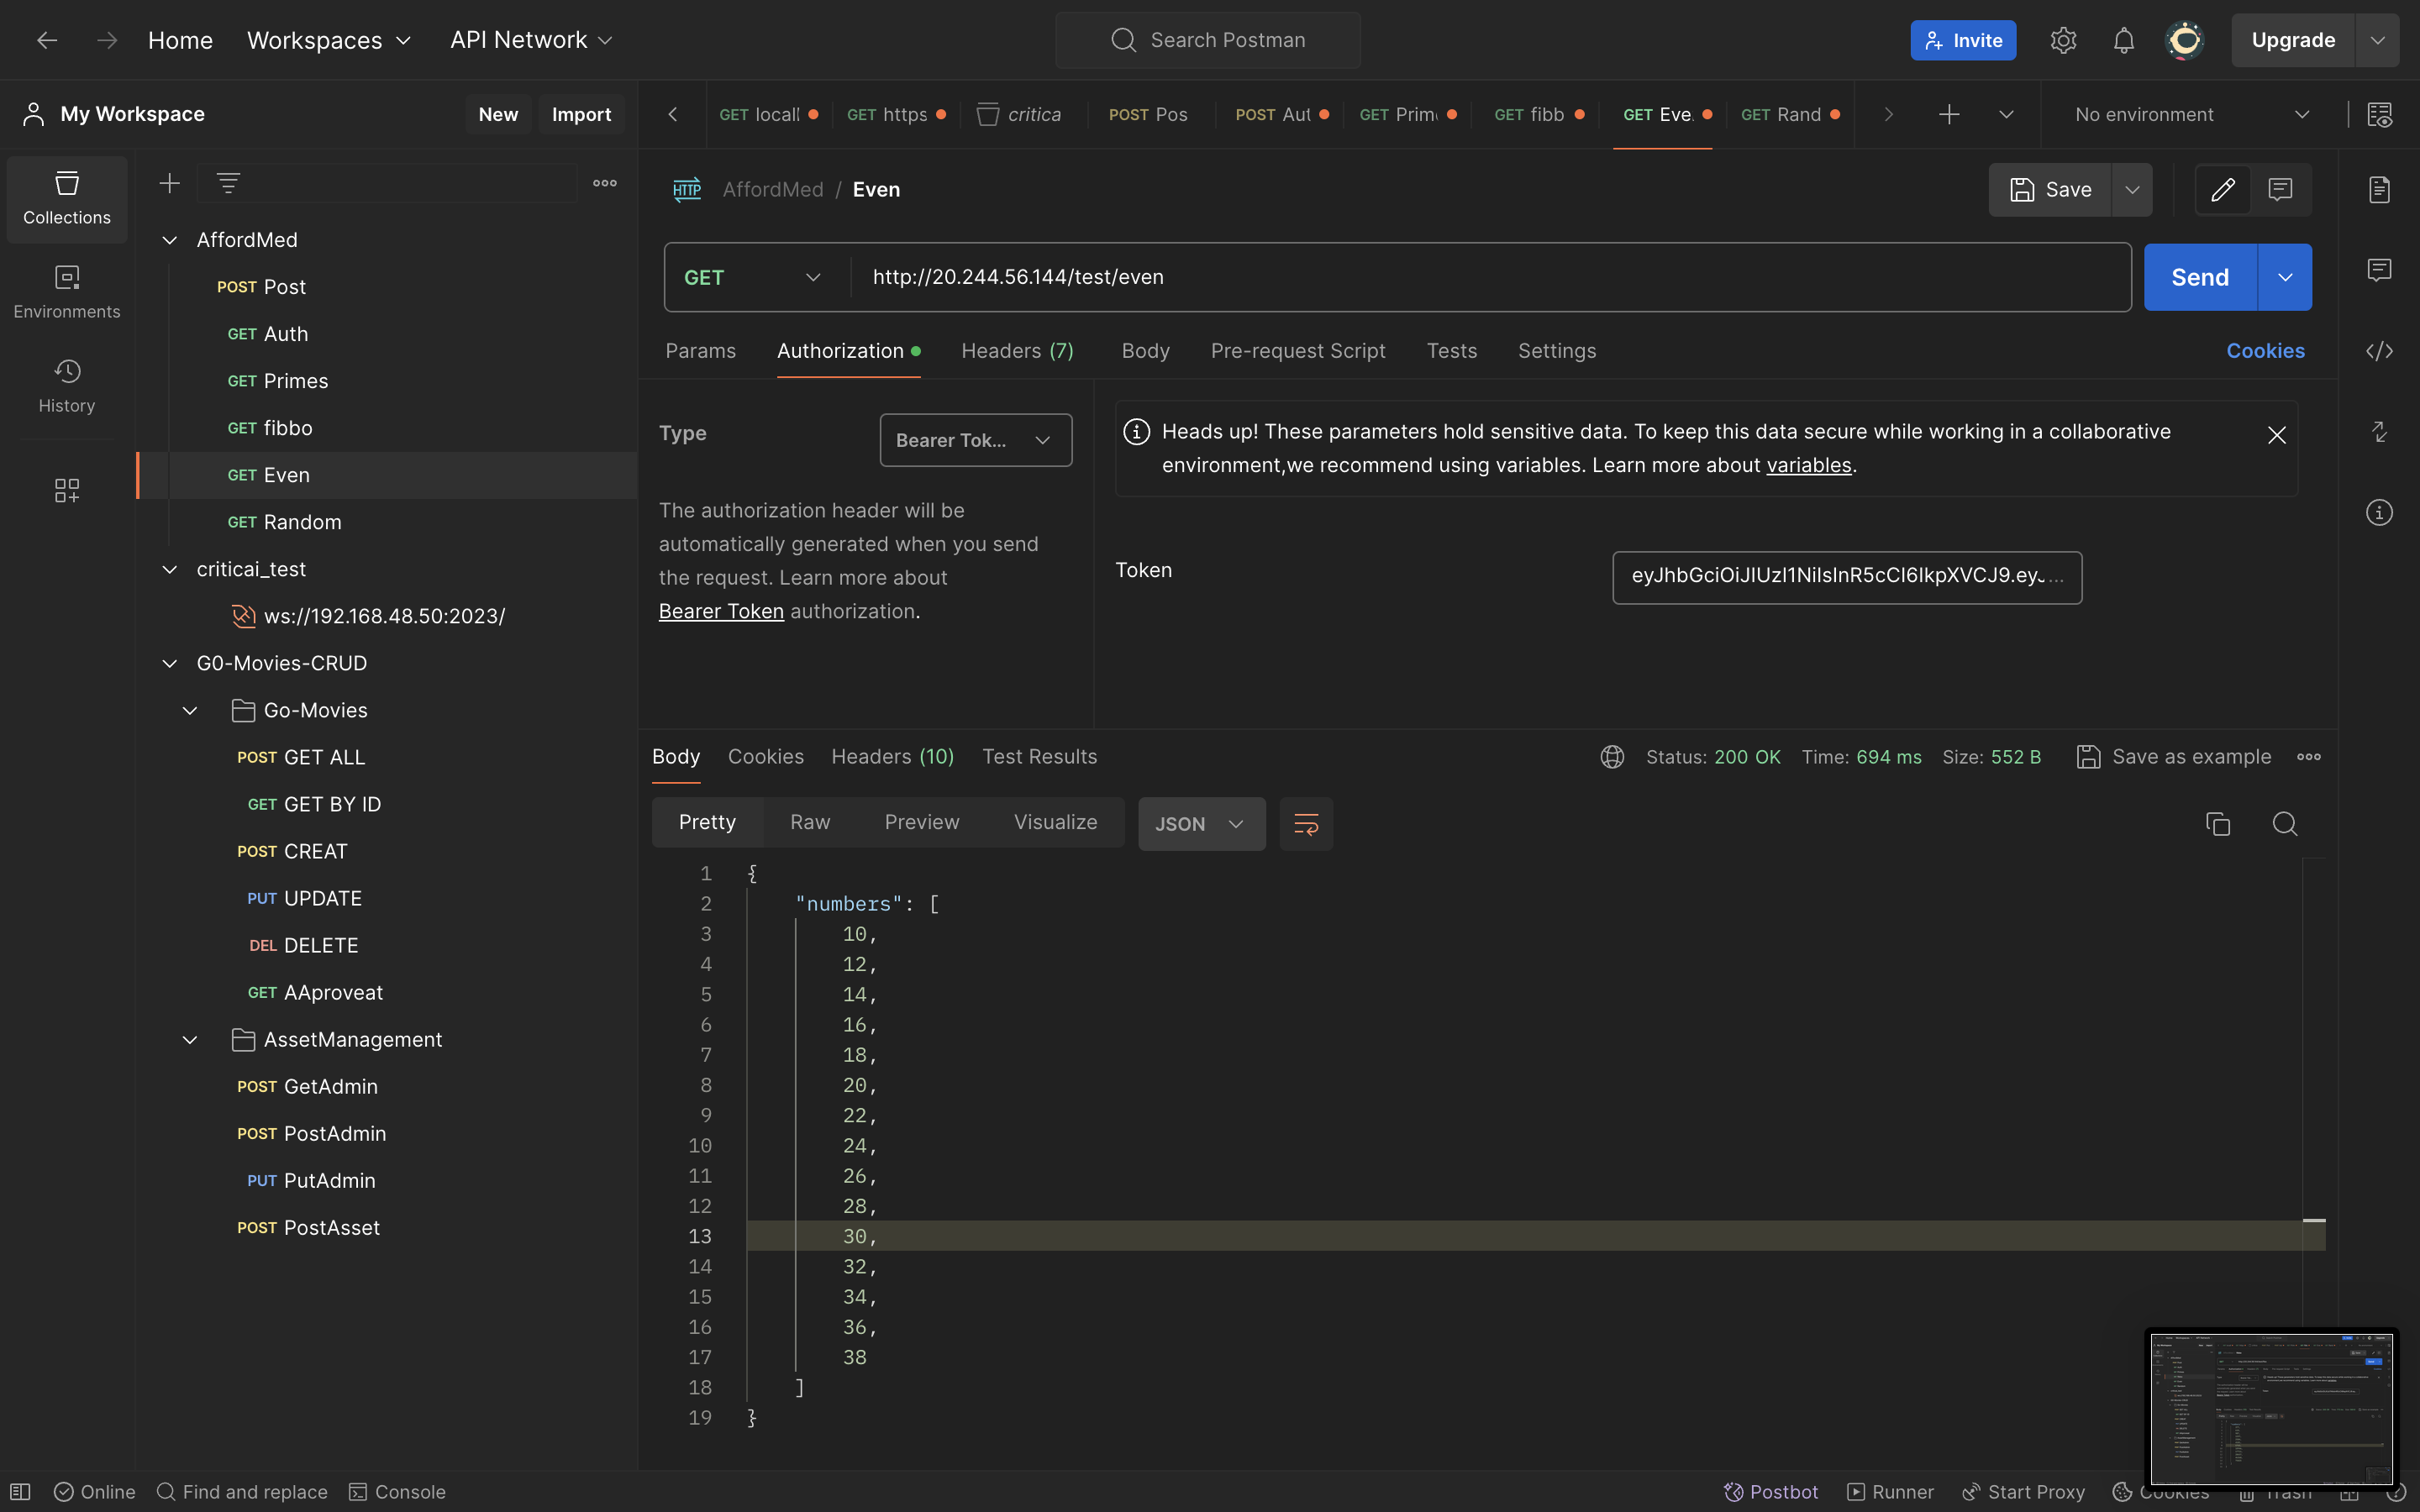 Home
Workspaces
API Network
Search Postman
Invite
Upgrade
My Workspace
New
Import
GET
GET https
critica
POST Pos
POST Aut
GET
GET fibb
GET Eve
GET Rand
No environment
Collections
Environments
History
AffordMed
POST Post
GET Auth
GET Primes
GET fibbo
GET Even
GET Random
criticai_test
ws://192.168.48.50:2023/
G0-Movies-CRUD
Go-Movies
POST GET ALL
GET GET BY ID
POST CREAT
PUT UPDATE
DEL DELETE
GET AAproveat
AssetManagement
POST GetAdmin
POST PostAdmin
PUT PutAdmin
POST PostAsset
HTTP AffordMed / Even
Save
GET
http://20.244.56.144/test/even
Send
Params
Authorization
Headers (7)
Body
Pre-request Script
Tests
Settings
Cookies
Type
Bearer Tok...
The authorization header will be
automatically generated when you send
the request. Learn more about
Bearer Token authorization.
Heads up! These parameters hold sensitive data. To keep this data secure while working in a collaborative
environment,we recommend using variables. Learn more about variables.
Token
eyJhbGciOiJIUzI1NiIsInR5cCI6IkpXVCJ9.eyJ...
Body
Cookies
Headers (10)
Test Results
Status: 200 OK
Time: 694 ms
Size: 552 B
Save as example
Pretty
Raw
Preview
Visualize
JSON
1 {
2 "numbers": [
3 10,
4 12,
5 14,
6 16,
7 18,
8 20,
9 22,
10 24,
11 26,
12 28,
13 30,
14 32,
15 34,
16 36,
17 38
18 ]
19 }
Online
Find and replace
Console
Postbot
Runner
Start Proxy
Cookies
Trash